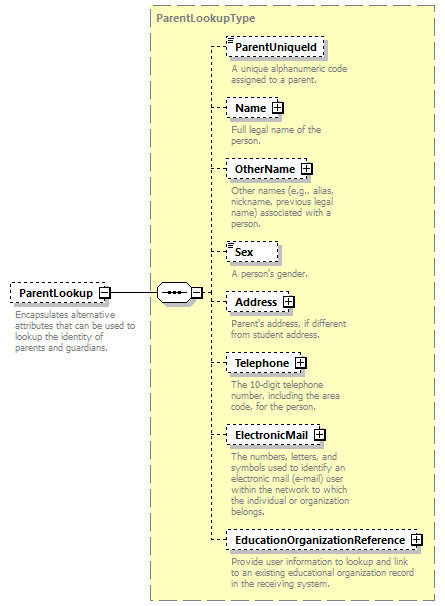 ParentLookupType
ParentUniqueId
A unique alphanumeric code
assigned to a parent.
Name
Full legal name of the
person.
OtherName
Other names (e.g., alias,
nickname, previous legal
name) associated with a
person.
Sex
A person's gender.
ParentLookup
Encapsulates alternative
attributes that can be used to
lookup the identity of
parents and guardians.
Address
Parent's address, if different
from student address.
Telephone
The 10-digit telephone
number, including the area
code, for the person.
ElectronicMail
The numbers, letters, and
symbols used to identify an
electronic mail (e-mail) user
within the network to which
the individual or organization
belongs.
EducationOrganizationReference
Provide user information to lookup and link
to an existing educational organization record
in the receiving system.